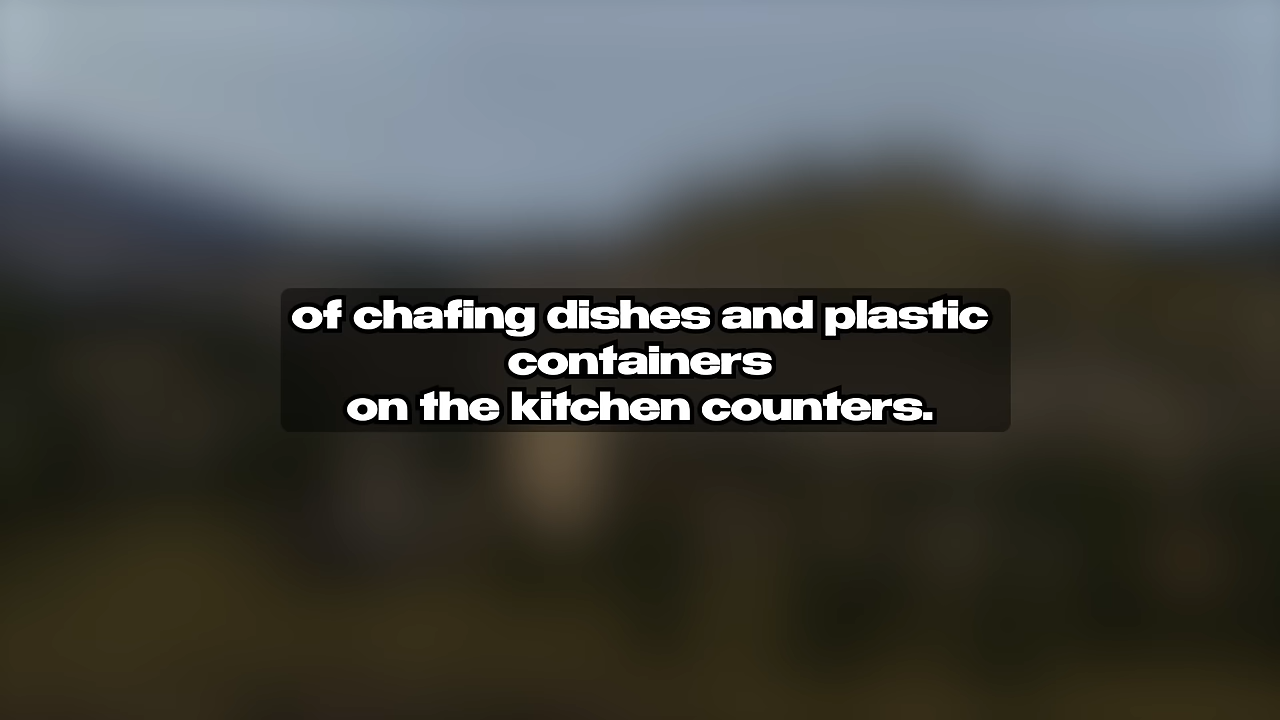 of chafing dishes and plastic
containers
on the kitchen counters.